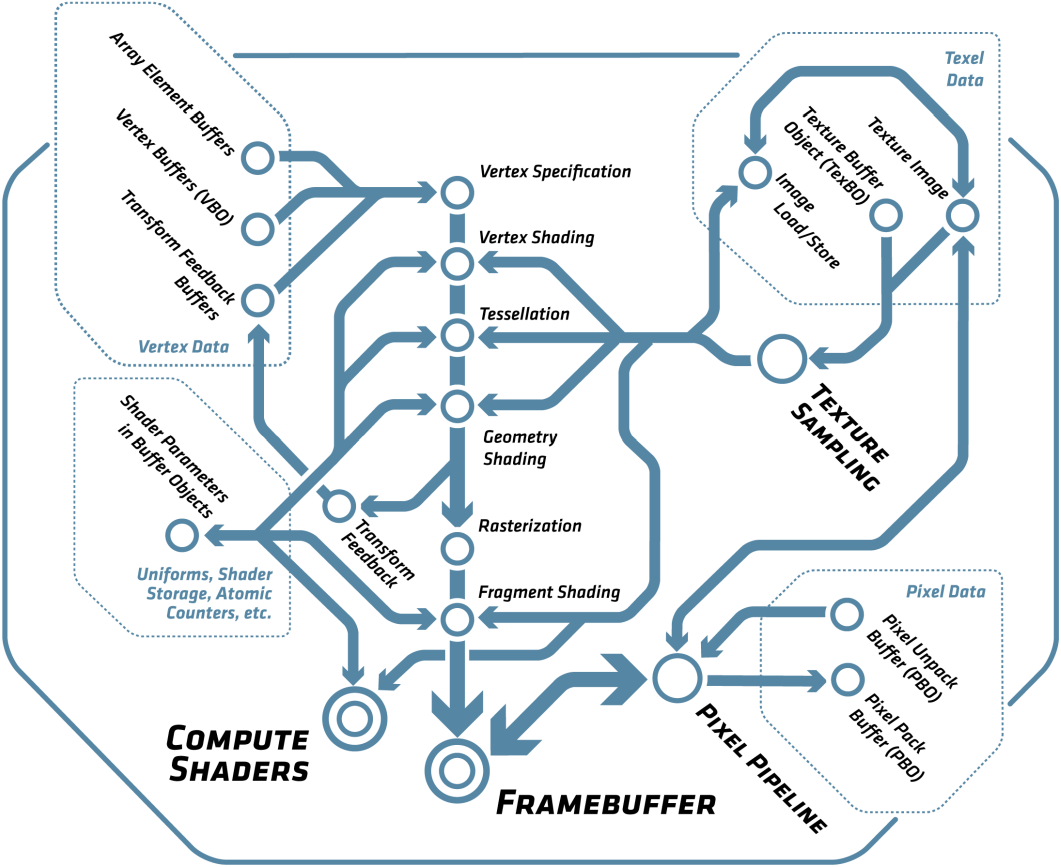 Array Element Buffers
Vertex Buffers (VBO)
Transform Feedback
Buffers
Vertex Data
Texel
Data
Texture Buffer
Object (TexBO)
Texture Image
Image
Load/Store
Vertex Specification
Vertex Shading
Tessellation
Geometry
Shading
Rasterization
Fragment Shading
Texture
Sampling
Shader Parameters
in Buffer Objects
Uniforms, Shader
Storage, Atomic
Counters, etc.
Transform
Feedback
Pixel Data
Pixel Unpack
Buffer (PBO)
Pixel Pack
Buffer (PBO)
Compute
Shaders
Framebuffer
Pixel Pipeline